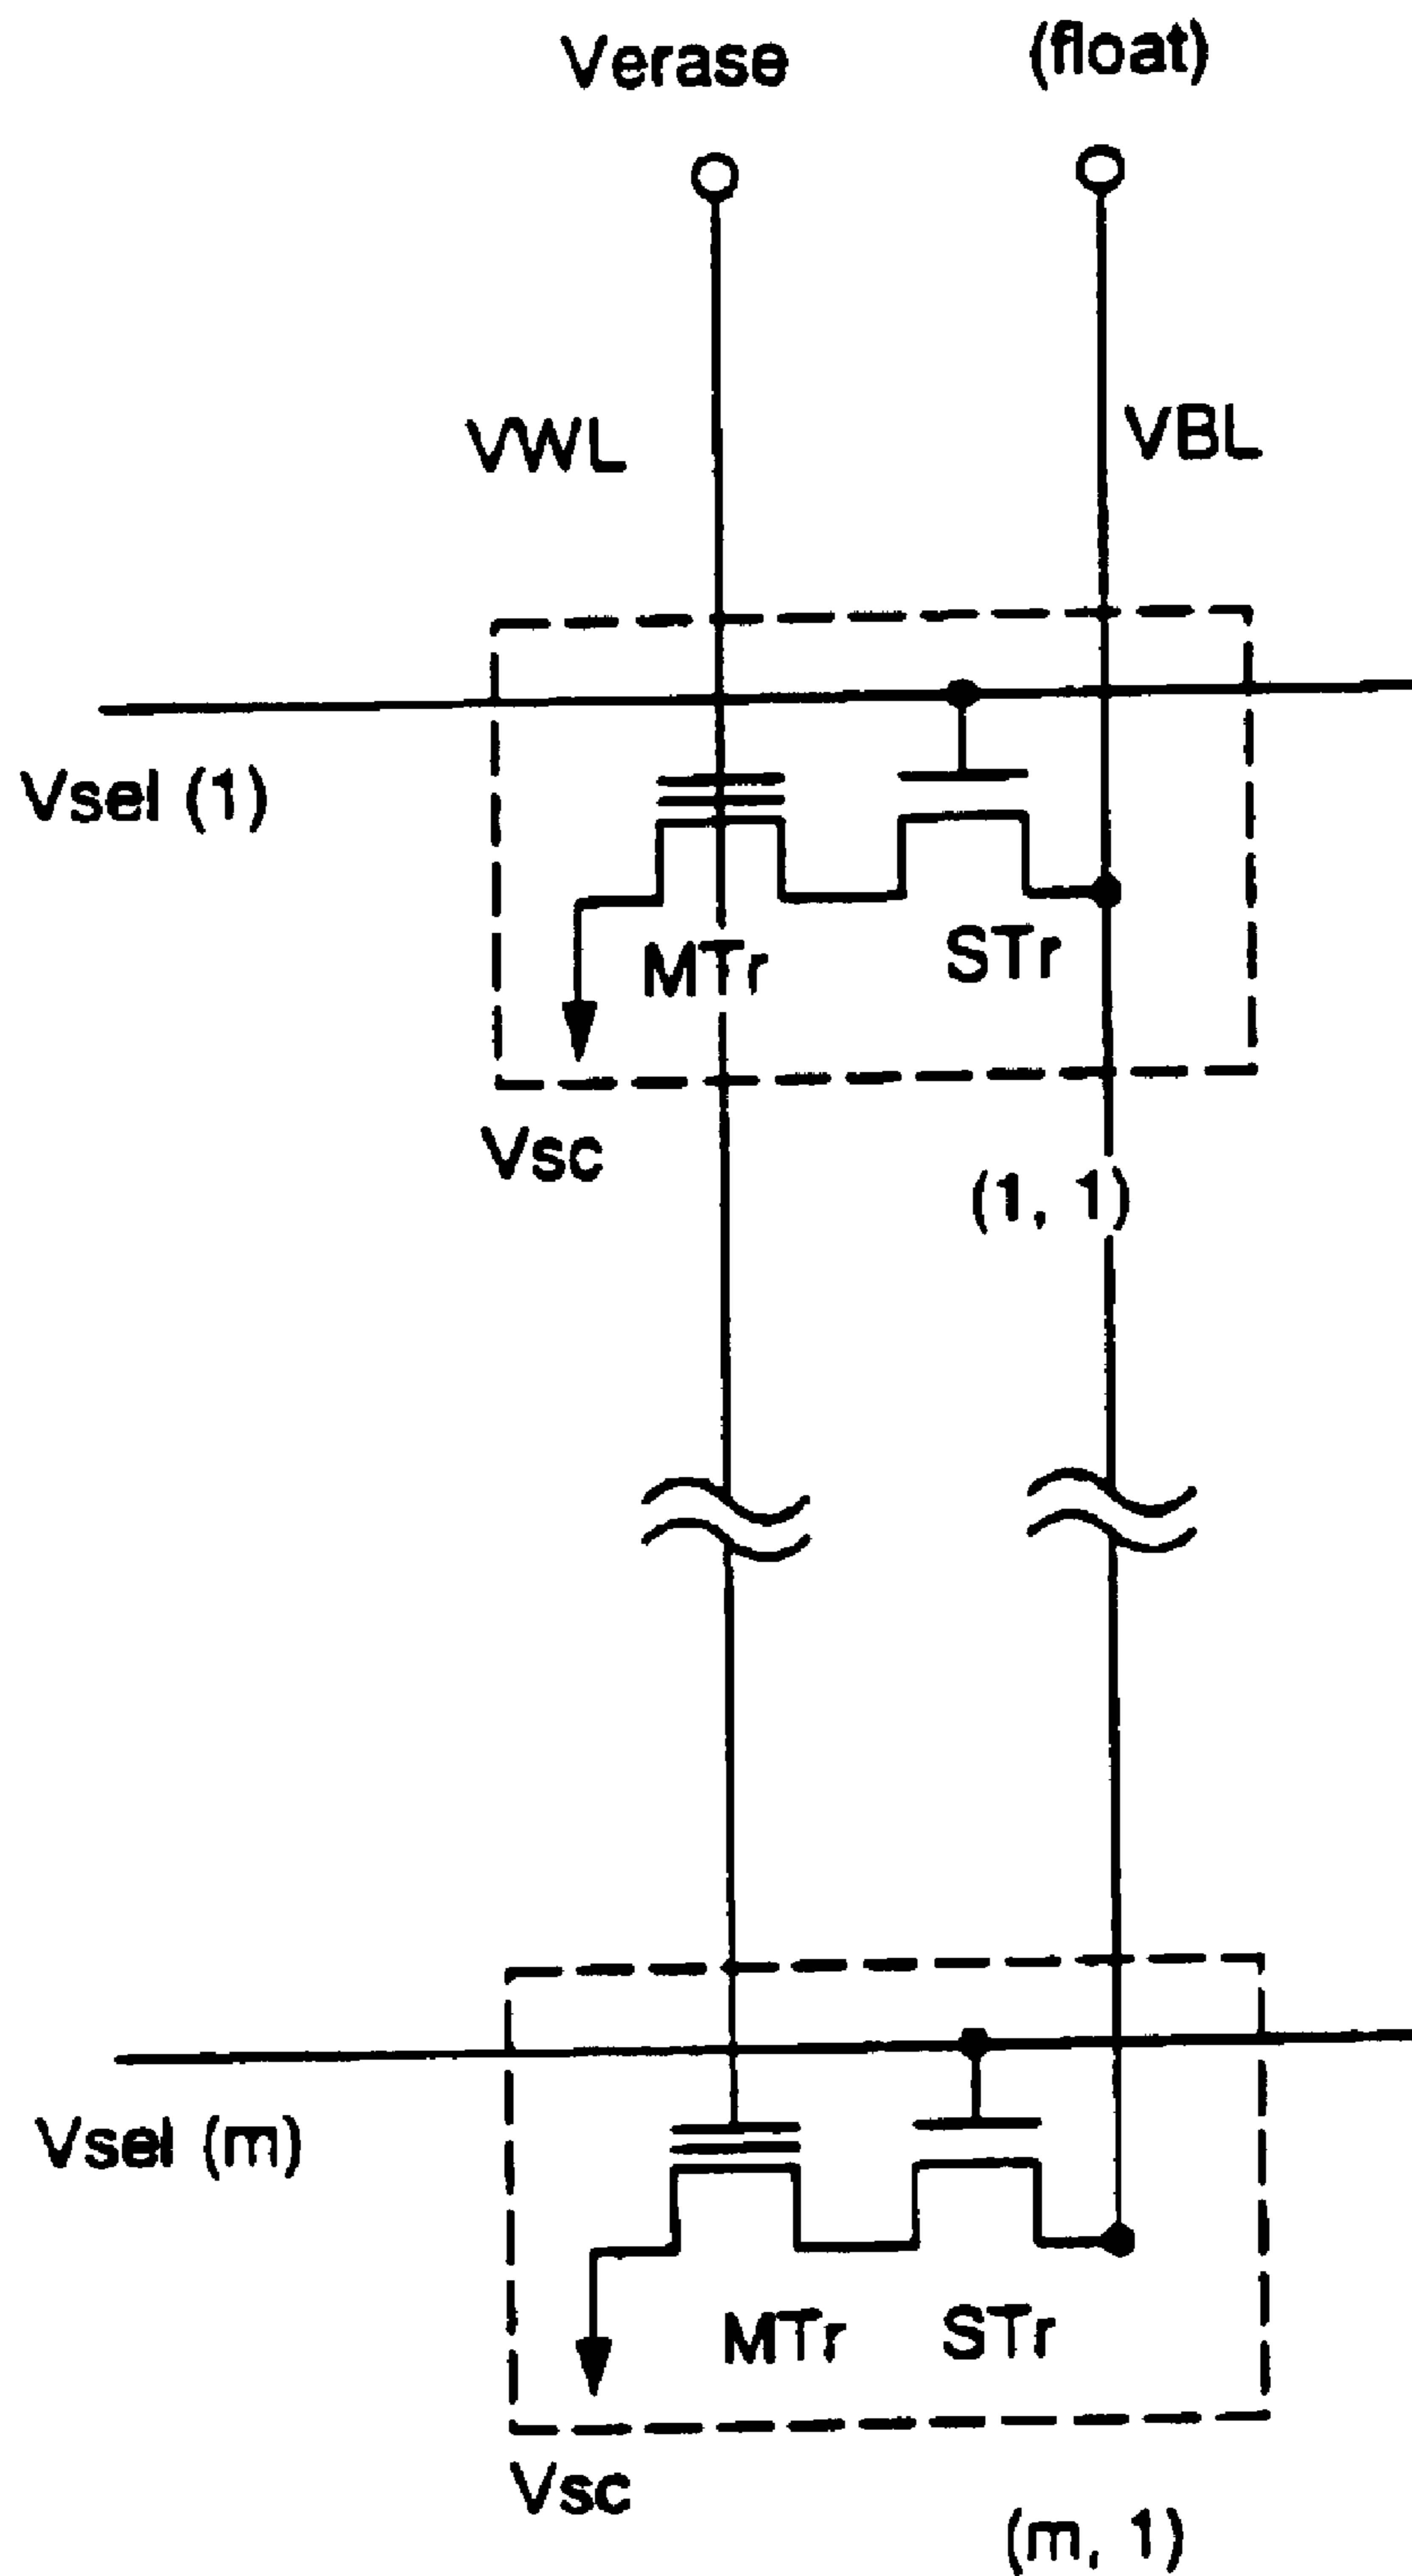 Verase (float)
VWL VBL
Vsel (1)
MTr STr
Vsc
(1, 1)
Vsel (m)
MTr STr
Vsc
(m, 1)